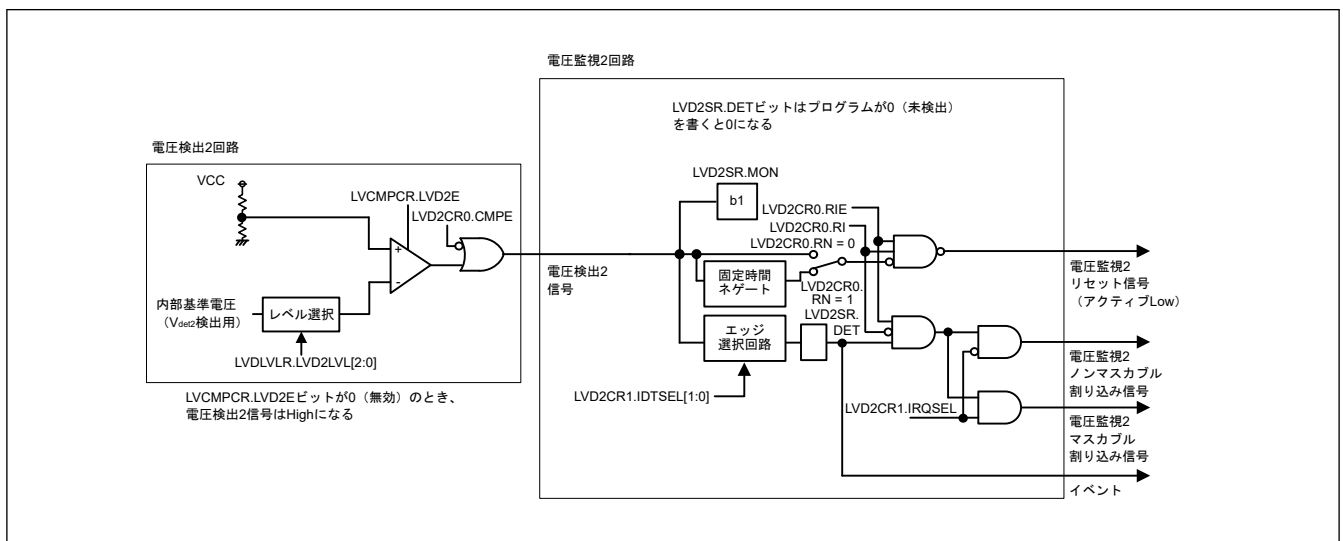 電圧監視2回路
LVD2SR.DETビットはプログラムが0（未検出）
を書くと0になる
電圧検出2回路
VCC
LVCMPCR.LVD2E
LVD2CR0.CMPE
+
-
内部基準電圧
（Vdet2検出用）
レベル選択
LVDLVLR.LVD2LVL[2:0]
LVCMPCR.LVD2Eビットが0（無効）のとき、
電圧検出2信号はHighになる
電圧検出2
信号
LVD2SR.MON
b1
LVD2CR0.RIE
LVD2CR0.RI
LVD2CR0.RN = 0
固定時間
ネゲート
LVD2CR0.
RN = 1
LVD2SR.
DET
エッジ
選択回路
LVD2CR1.IDTSEL[1:0]
LVD2CR1.IRQSEL
電圧監視2
リセット信号
（アクティブLow）
電圧監視2
ノンマスカブル
割り込み信号
電圧監視2
マスカブル
割り込み信号
イベント